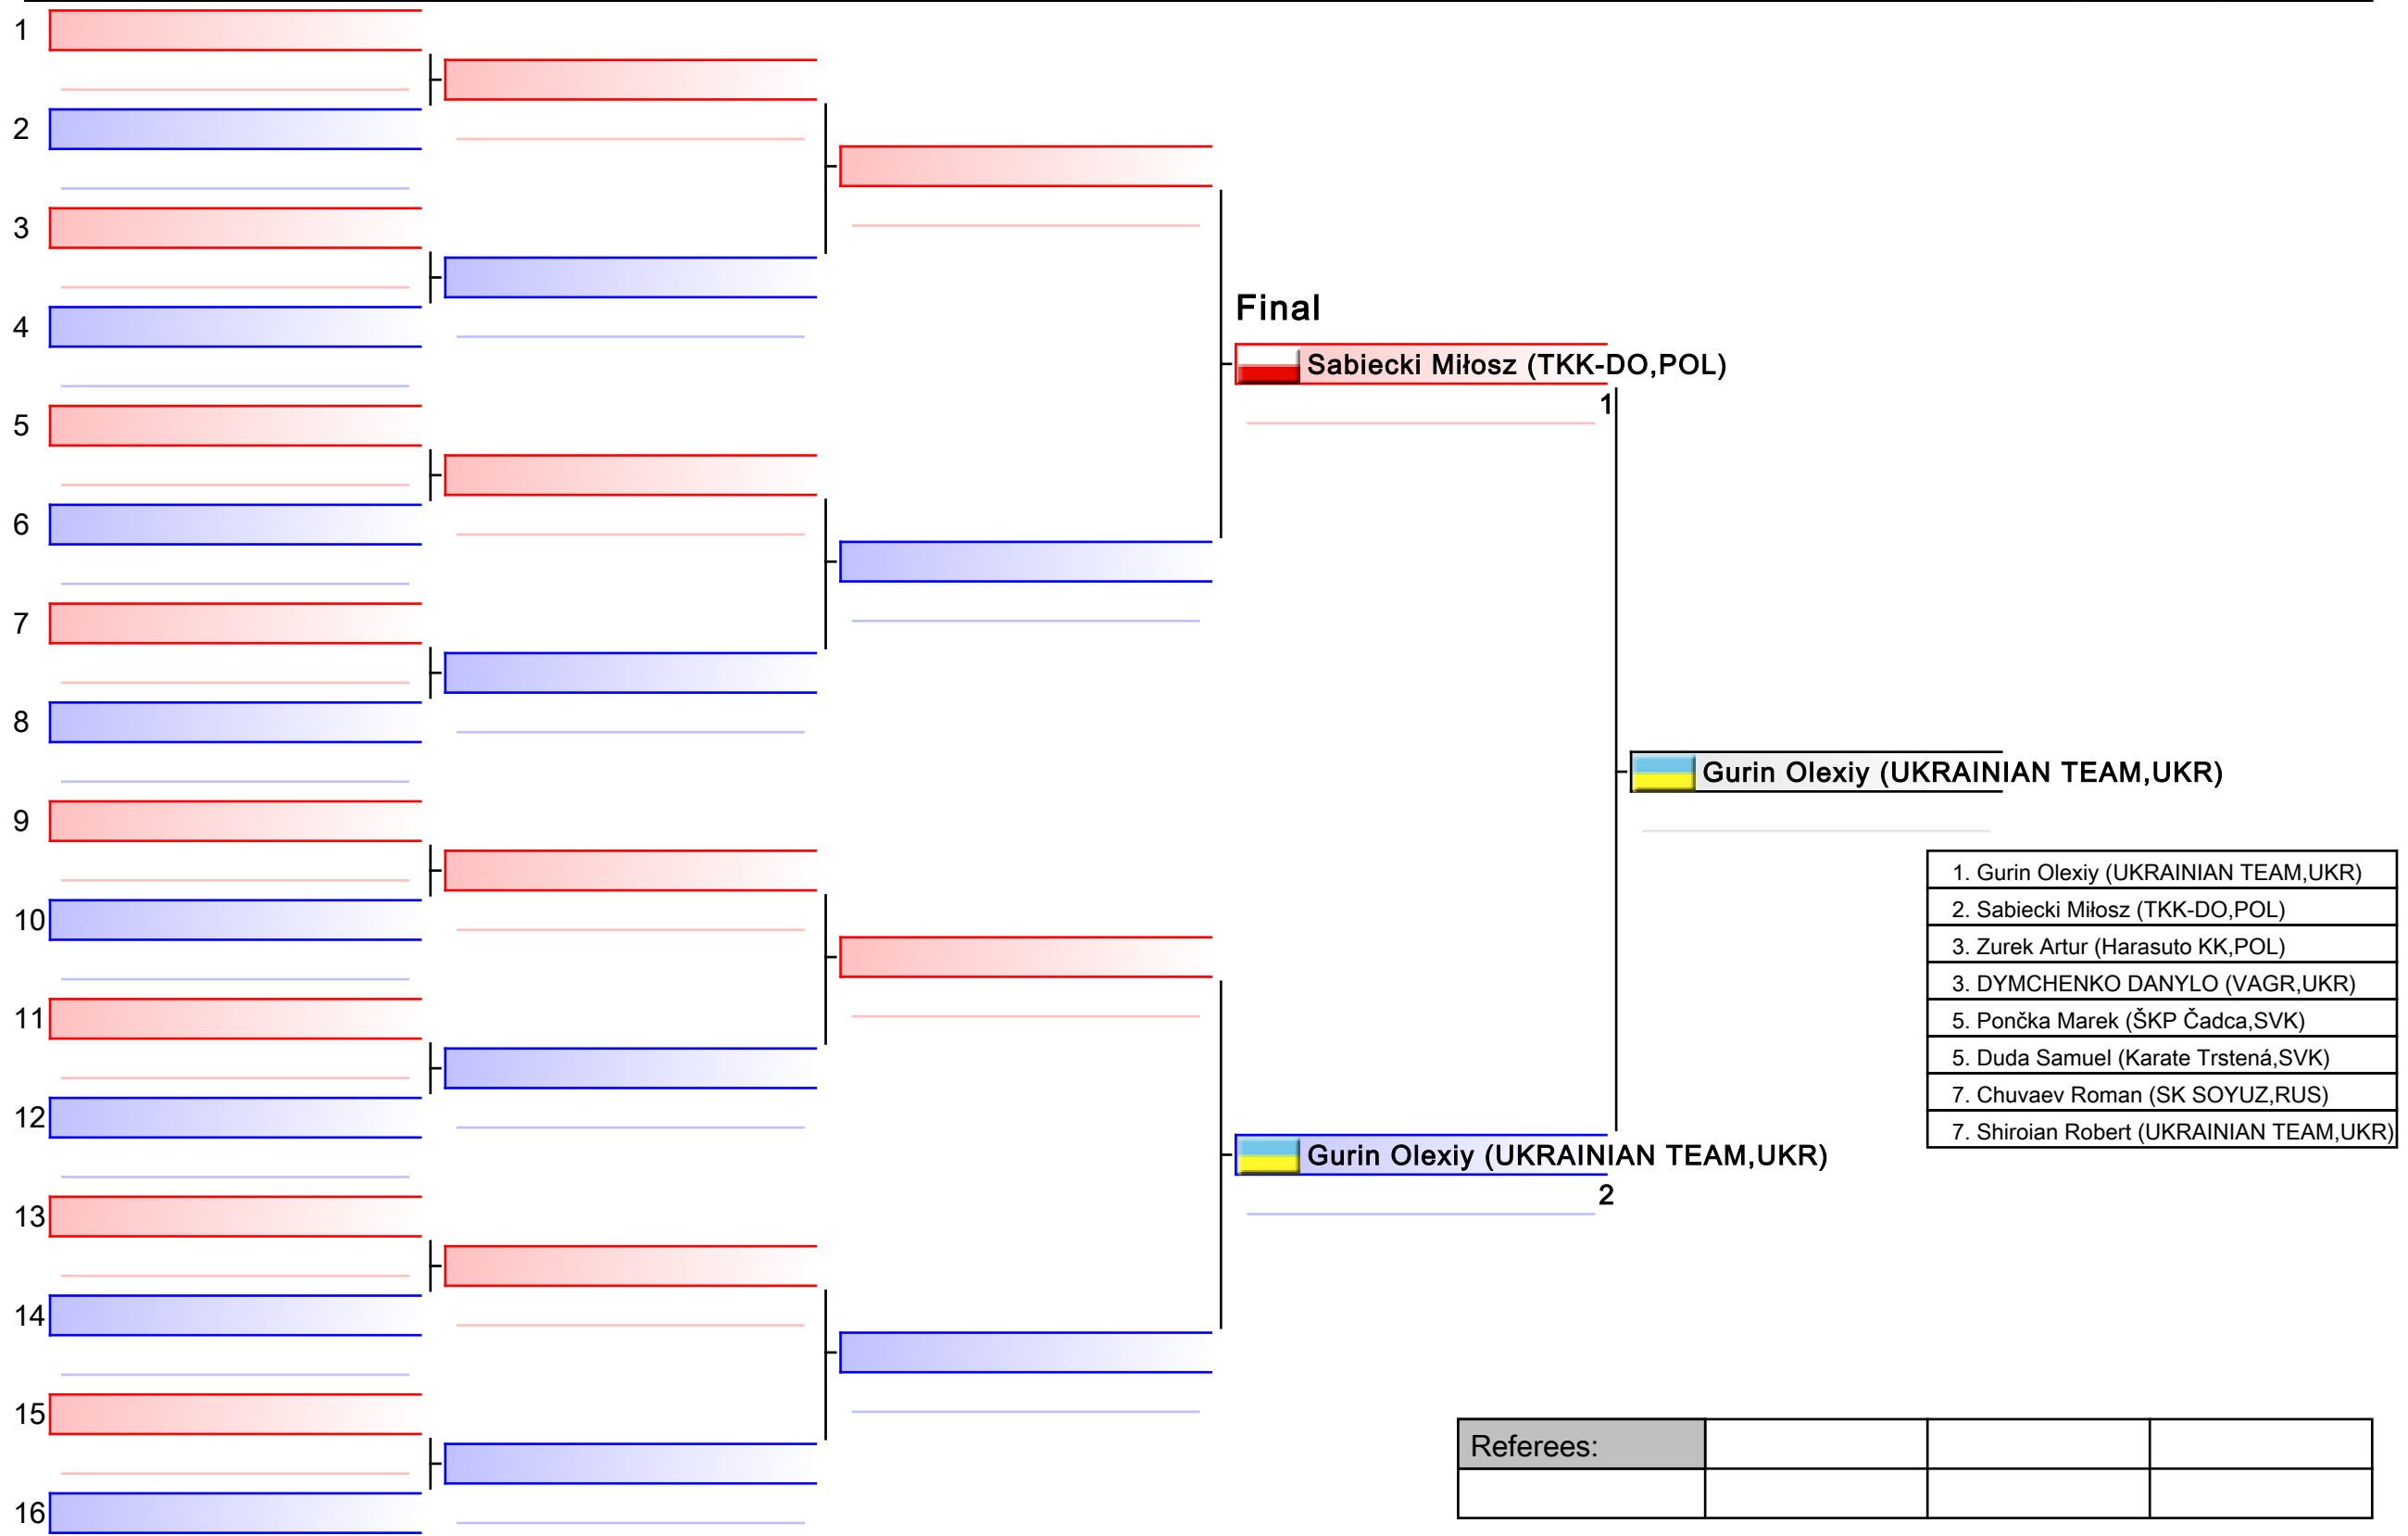 1
2
3
4
5
6
7
8
9
10
11
12
13
14
15
16
Final
Sabiecki Miłosz (TKK-DO,POL)
1
Gurin Olexiy (UKRAINIAN TEAM,UKR)
2
Gurin Olexiy (UKRAINIAN TEAM,UKR)
1. Gurin Olexiy (UKRAINIAN TEAM,UKR)
2. Sabiecki Miłosz (TKK-DO,POL)
3. Zurek Artur (Harasuto KK,POL)
3. DYMCHENKO DANYLO (VAGR,UKR)
5. Pončka Marek (ŠKP Čadca,SVK)
5. Duda Samuel (Karate Trstená,SVK)
7. Chuvaev Roman (SK SOYUZ,RUS)
7. Shiroian Robert (UKRAINIAN TEAM,UKR)
Referees: